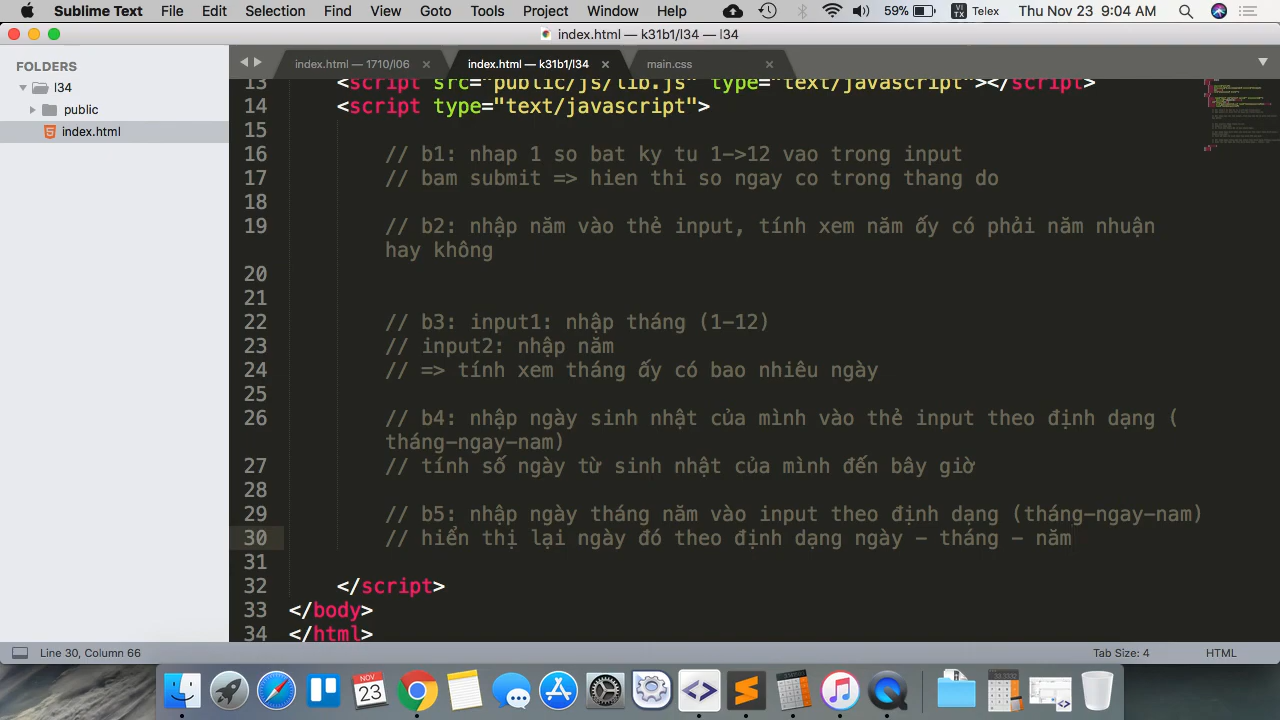 Sublime Text File Edit Selection Find View Goto Tools Project Window Help 59% VI TX Telex Thu Nov 23 9:04 AM
index.html — k31b1/l34 — l34
FOLDERS
l34
public
index.html
index.html — 1710/l06 index.html — k31b1/l34 main.css
13 <script src="public/js/lib.js" type="text/javascript"></script>
14 <script type="text/javascript">
15
16 // b1: nhap 1 so bat ky tu 1->12 vao trong input
17 // bam submit => hien thi so ngay co trong thang do
18
19 // b2: nhập năm vào thẻ input, tính xem năm ấy có phải năm nhuận
hay không
20
21
22 // b3: input1: nhập tháng (1-12)
23 // input2: nhập năm
24 // => tính xem tháng ấy có bao nhiêu ngày
25
26 // b4: nhập ngày sinh nhật của mình vào thẻ input theo định dạng (
tháng-ngay-nam)
27 // tính số ngày từ sinh nhật của mình đến bây giờ
28
29 // b5: nhập ngày tháng năm vào input theo định dạng (tháng-ngay-nam)
30 // hiển thị lại ngày đó theo định dạng ngày - tháng - năm
31
32 </script>
33 </body>
34 </html>
Line 30, Column 66 Tab Size: 4 HTML
NOV
23